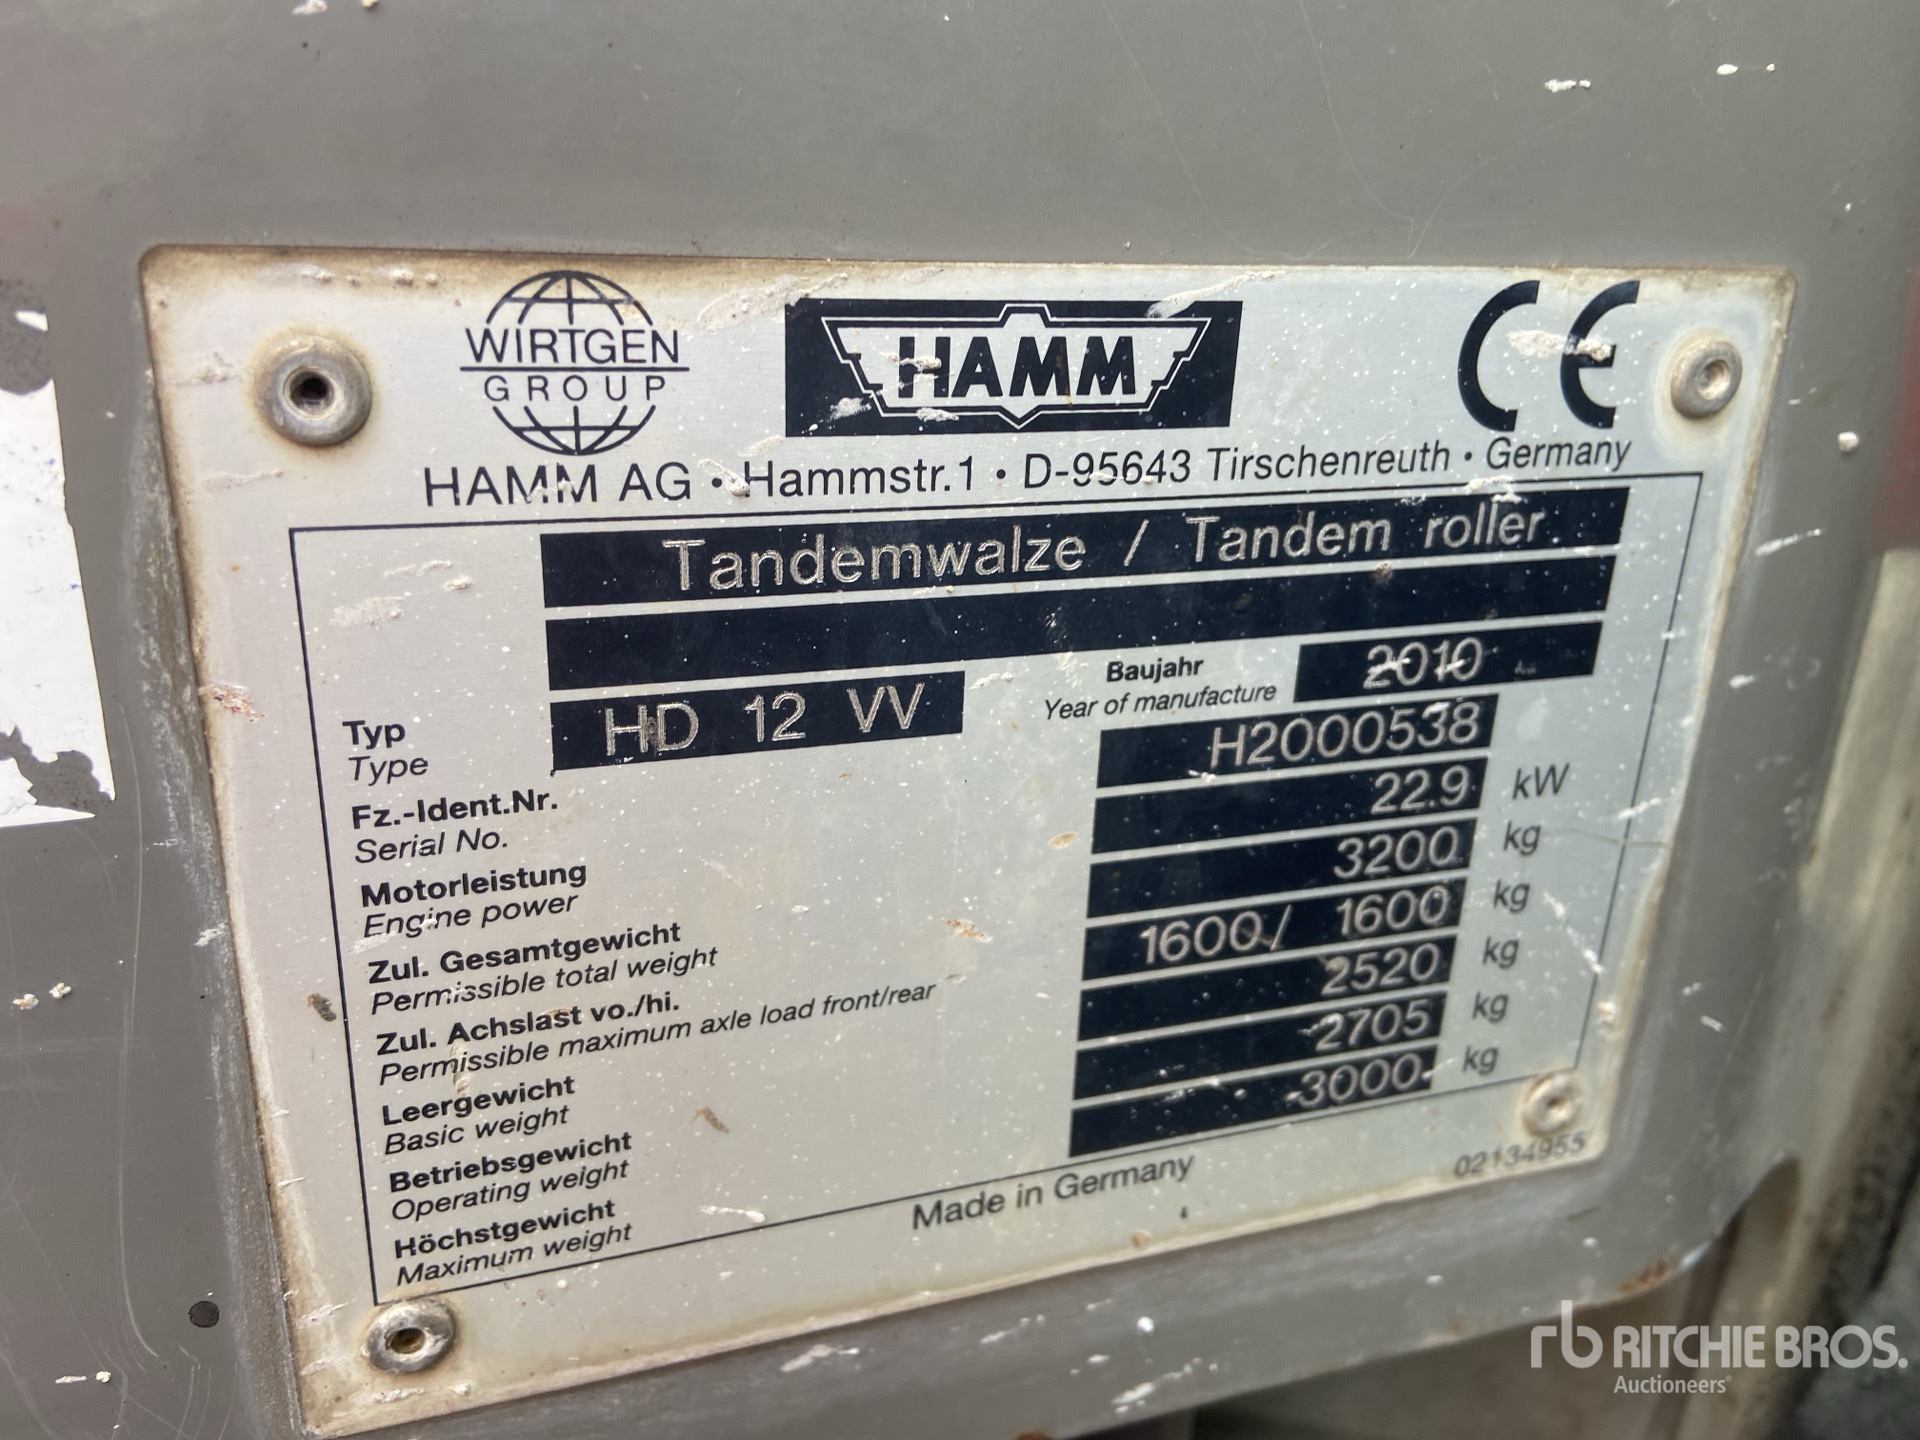 WIRTGEN
GROUP
HAMM
CE
HAMM AG • Hammstr.1 • D-95643 Tirschenreuth • Germany
Tandemwalze / Tandem roller
Baujahr
Year of manufacture
2010
Typ
Type
HD 12 VV
Fz.-Ident.Nr.
Serial No.
H2000538
Motorleistung
Engine power
22.9 kW
Zul. Gesamtgewicht
Permissible total weight
3200 kg
Zul. Achslast vo./hi.
Permissible maximum axle load front/rear
1600/ 1600 kg
Leergewicht
Basic weight
2520 kg
Betriebsgewicht
Operating weight
2705 kg
Höchstgewicht
Maximum weight
3000 kg
Made in Germany
02134955
rb RITCHIE BROS.
Auctioneers